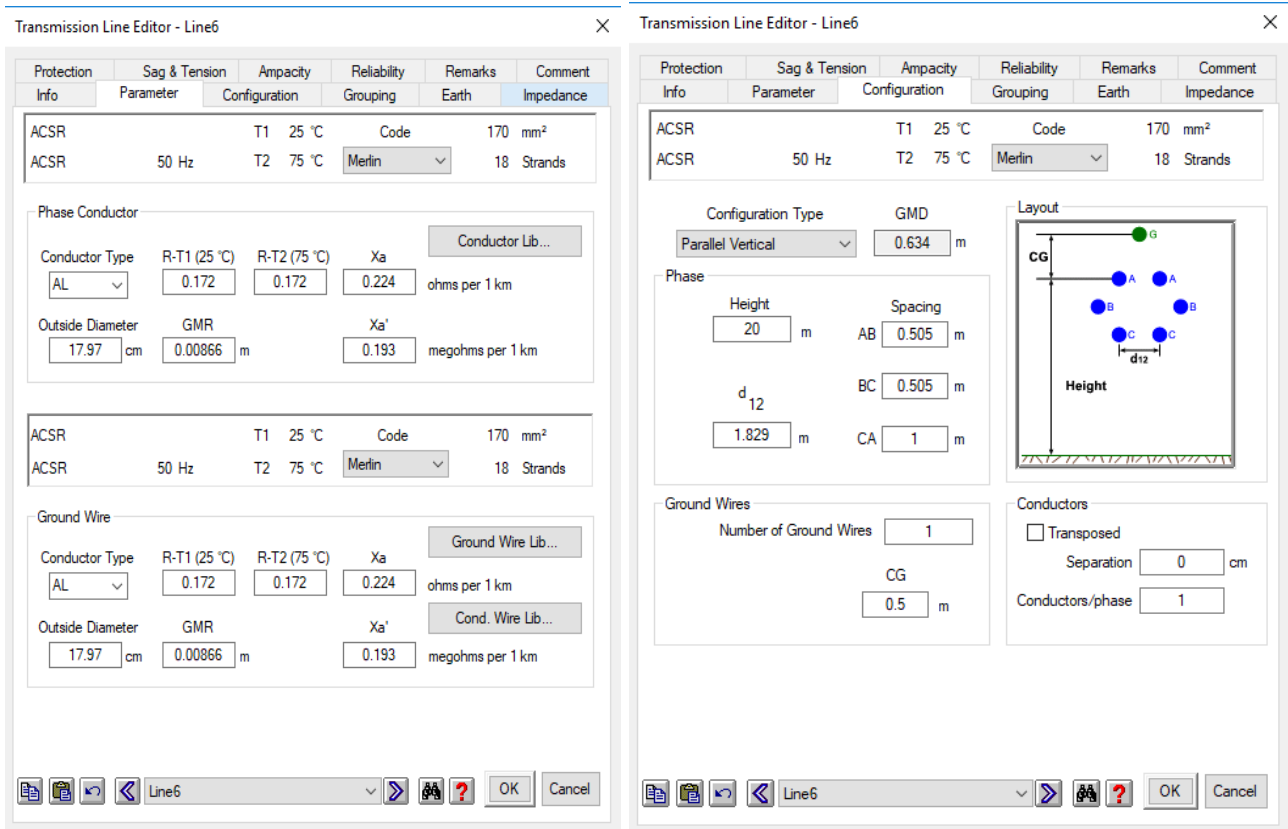 Transmission Line Editor - Line6
Protection Sag & Tension Ampacity Reliability Remarks Comment
Info Parameter Configuration Grouping Earth Impedance
ACSR T1 25 °C Code 170 mm²
ACSR 50 Hz T2 75 °C Merlin 18 Strands
Phase Conductor
Conductor Lib...
Conductor Type R-T1 (25 °C) R-T2 (75 °C) Xa
AL 0.172 0.172 0.224 ohms per 1 km
Outside Diameter GMR Xa'
17.97 cm 0.00866 m 0.193 megohms per 1 km
ACSR T1 25 °C Code 170 mm²
ACSR 50 Hz T2 75 °C Merlin 18 Strands
Ground Wire
Ground Wire Lib...
Conductor Type R-T1 (25 °C) R-T2 (75 °C) Xa
AL 0.172 0.172 0.224 ohms per 1 km
Cond. Wire Lib...
Outside Diameter GMR Xa'
17.97 cm 0.00866 m 0.193 megohms per 1 km
Line6 ? OK Cancel
Transmission Line Editor - Line6
Protection Sag & Tension Ampacity Reliability Remarks Comment
Info Parameter Configuration Grouping Earth Impedance
ACSR T1 25 °C Code 170 mm²
ACSR 50 Hz T2 75 °C Merlin 18 Strands
Configuration Type GMD
Parallel Vertical 0.634 m
Phase
Height Spacing
20 m AB 0.505 m
d12 BC 0.505 m
1.829 m CA 1 m
Layout
G
CG
A A
B B
C C
d12
Height
Ground Wires
Number of Ground Wires 1
CG
0.5 m
Conductors
Transposed
Separation 0 cm
Conductors/phase 1
Line6 ? OK Cancel